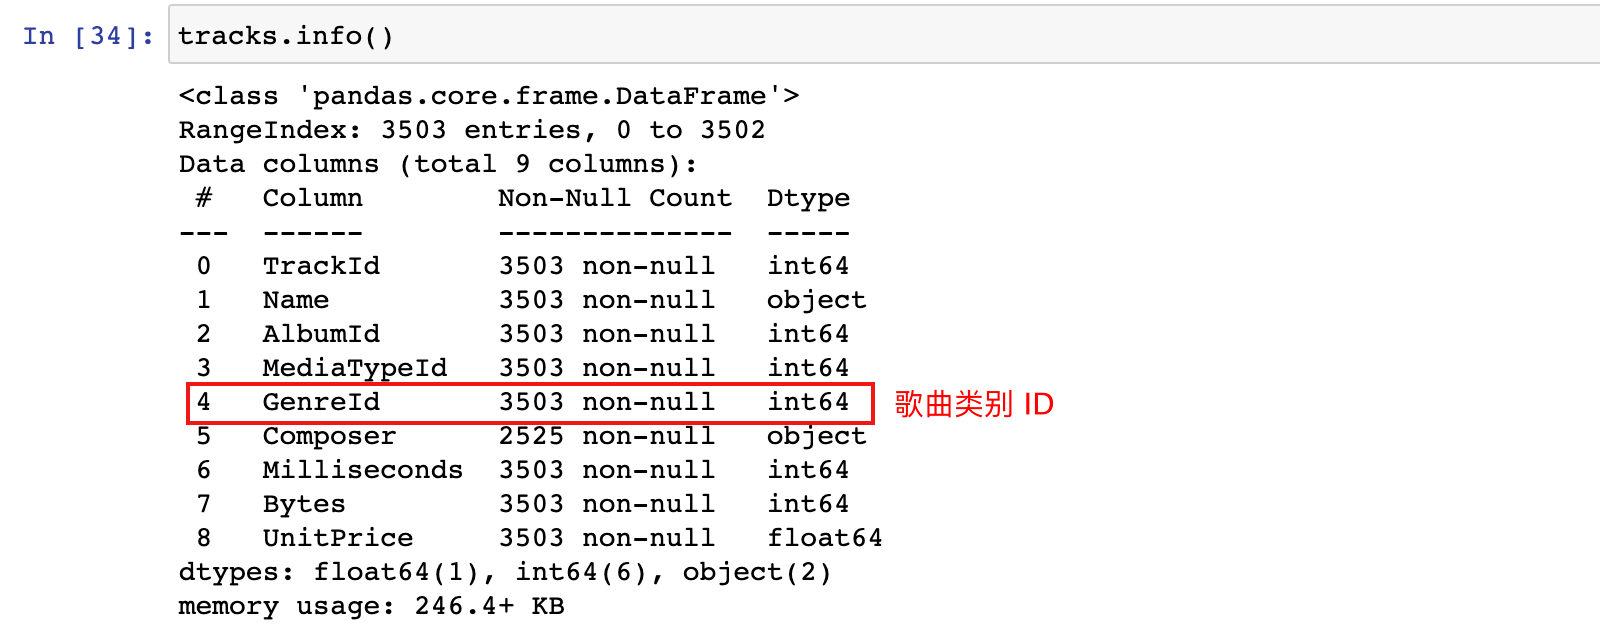 In [34]: tracks.info()
<class 'pandas.core.frame.DataFrame'>
RangeIndex: 3503 entries, 0 to 3502
Data columns (total 9 columns):
 #   Column        Non-Null Count  Dtype
---  ------        --------------  -----
 0   TrackId       3503 non-null   int64
 1   Name          3503 non-null   object
 2   AlbumId       3503 non-null   int64
 3   MediaTypeId   3503 non-null   int64
 4   GenreId       3503 non-null   int64 歌曲类别 ID
 5   Composer      2525 non-null   object
 6   Milliseconds  3503 non-null   int64
 7   Bytes         3503 non-null   int64
 8   UnitPrice     3503 non-null   float64
dtypes: float64(1), int64(6), object(2)
memory usage: 246.4+ KB